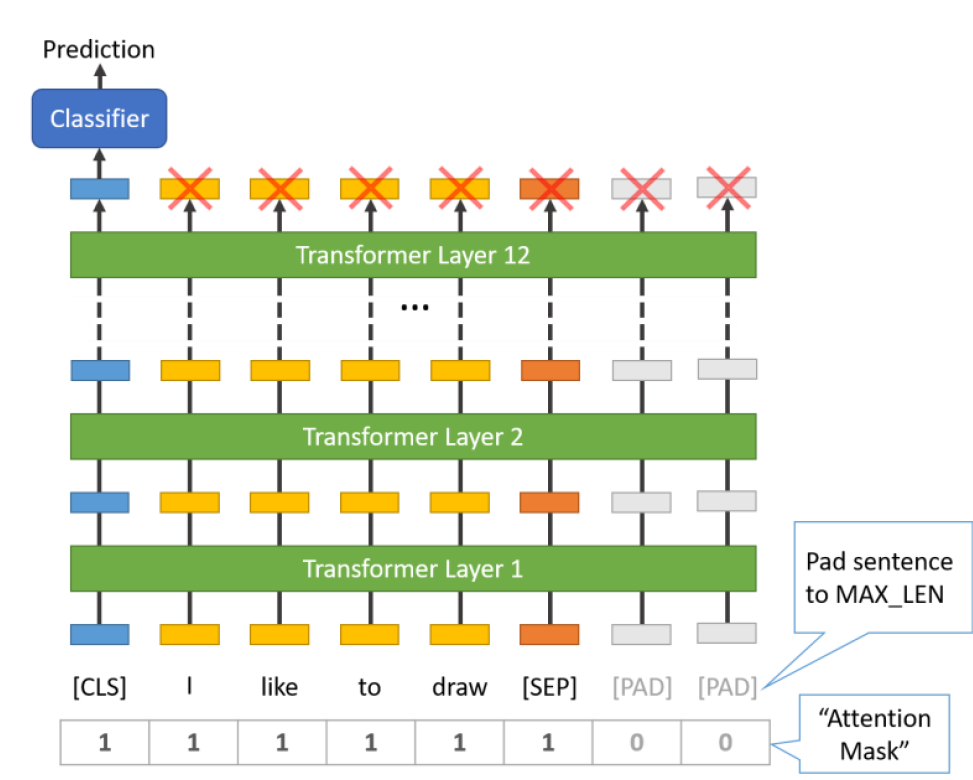 Prediction
Classifier
Transformer Layer 12
...
Transformer Layer 2
Transformer Layer 1
Pad sentence
to MAX_LEN
[CLS] I like to draw [SEP] [PAD] [PAD]
1 1 1 1 1 1 0 0
“Attention
Mask”